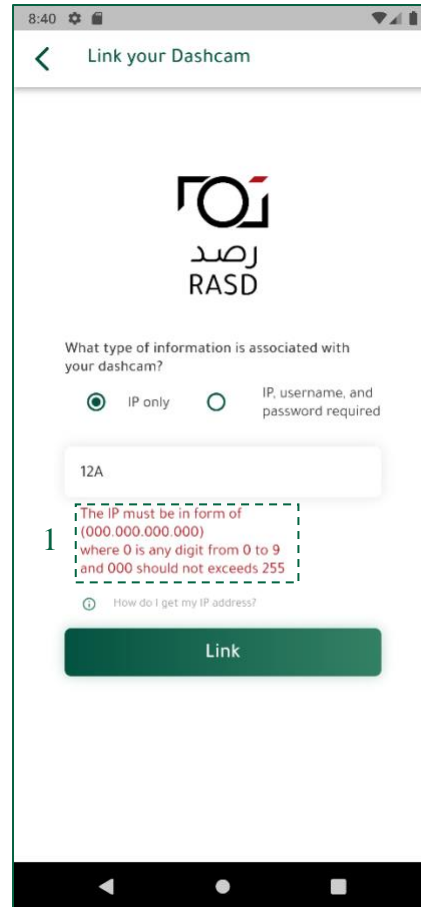 8:40
Link your Dashcam
رصد
RASD
What type of information is associated with
your dashcam?
IP only
IP, username, and
password required
12A
The IP must be in form of
(000.000.000.000)
where 0 is any digit from 0 to 9
and 000 should not exceeds 255
1
How do I get my IP address?
Link